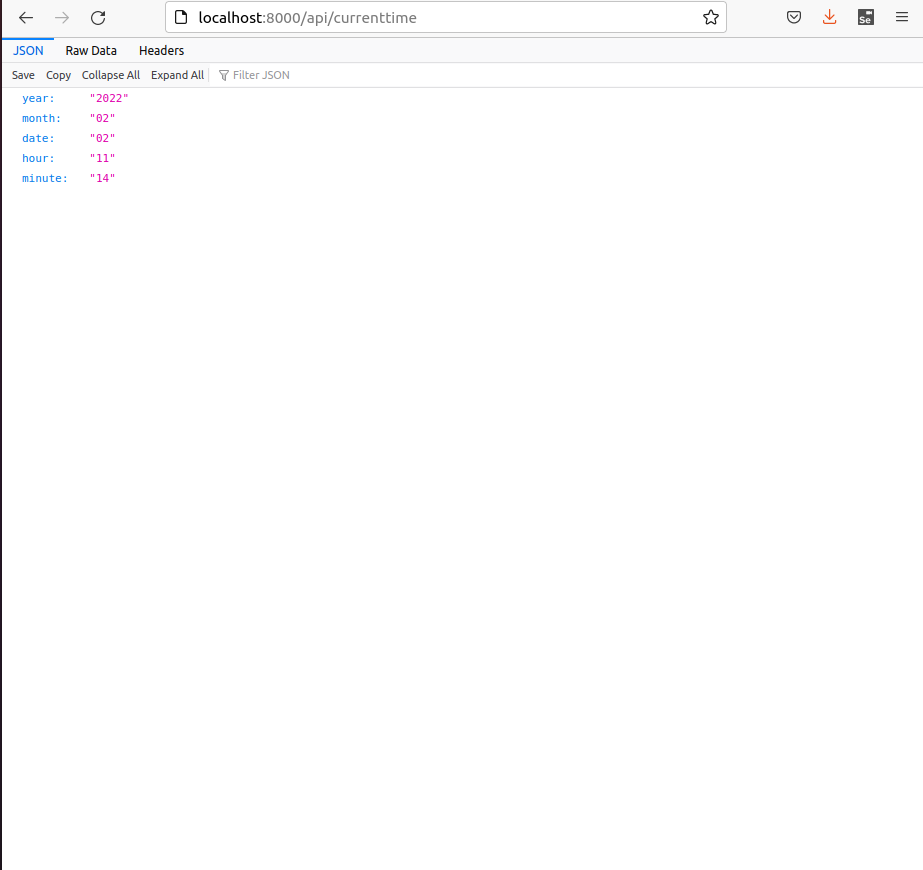 localhost:8000/api/currenttime
Se
JSON Raw Data Headers
Save Copy Collapse All Expand All Filter JSON
year: "2022"
month: "02"
date: "02"
hour: "11"
minute: "14"